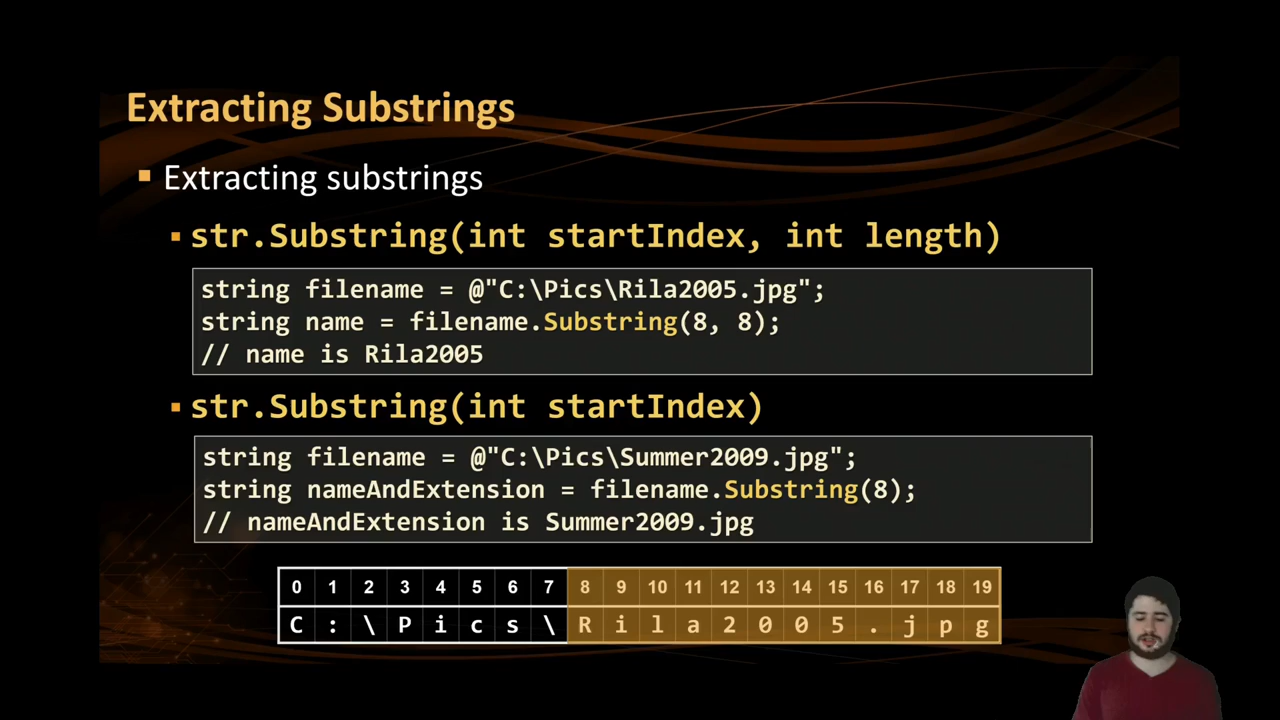 Extracting Substrings
Extracting substrings
str.Substring(int startIndex, int length)
string filename = @"C:\Pics\Rila2005.jpg";
string name = filename.Substring(8, 8);
// name is Rila2005
str.Substring(int startIndex)
string filename = @"C:\Pics\Summer2009.jpg";
string nameAndExtension = filename.Substring(8);
// nameAndExtension is Summer2009.jpg
0 1 2 3 4 5 6 7 8 9 10 11 12 13 14 15 16 17 18 19
C : \ P i c s \ R i l a 2 0 0 5 . j p g